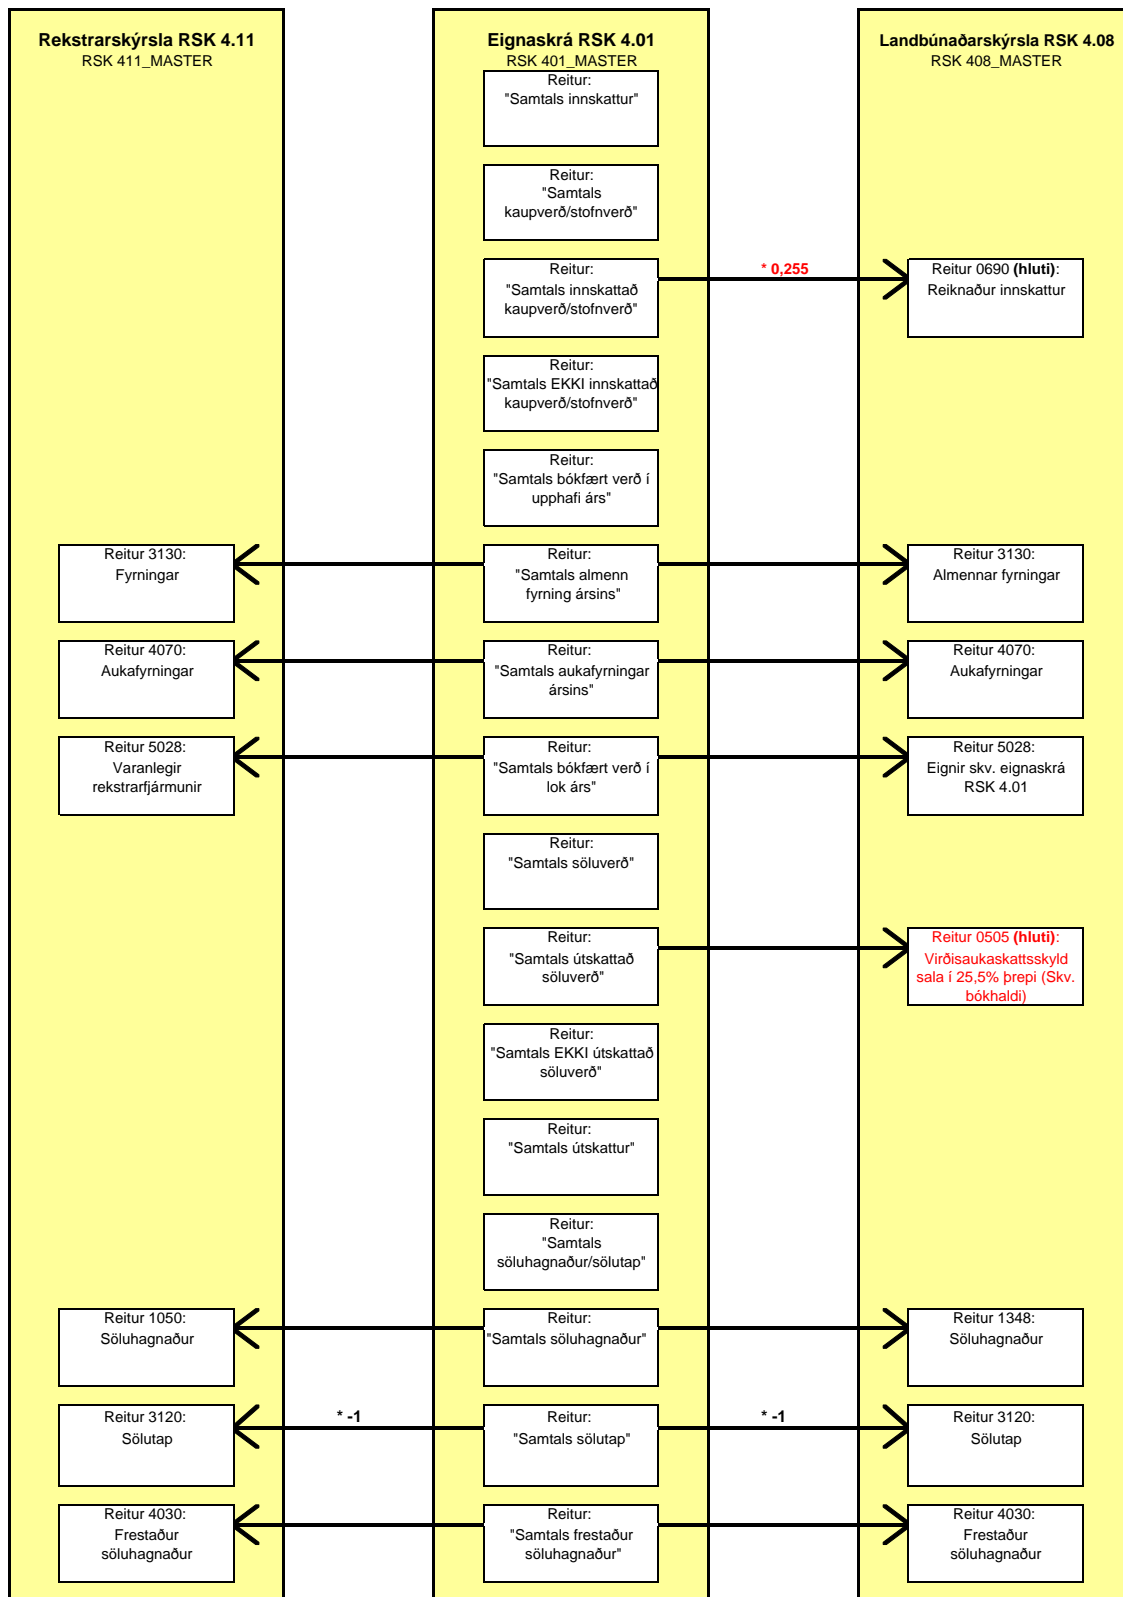 Rekstrarskýrsla RSK 4.11
RSK 411_MASTER
Eignaskrá RSK 4.01
RSK 401_MASTER
Landbúnaðarskýrsla RSK 4.08
RSK 408_MASTER
Reitur:
"Samtals innskattur"
Reitur:
"Samtals
kaupverð/stofnverð"
Reitur:
"Samtals innskattað
kaupverð/stofnverð"
* 0,255
Reitur 0690 (hluti):
Reiknaður innskattur
Reitur:
"Samtals EKKI innskattað
kaupverð/stofnverð"
Reitur:
"Samtals bókfært verð í
upphafi árs"
Reitur 3130:
Fyrningar
Reitur:
"Samtals almenn
fyrning ársins"
Reitur 3130:
Almennar fyrningar
Reitur 4070:
Aukafyrningar
Reitur:
"Samtals aukafyrningar
ársins"
Reitur 4070:
Aukafyrningar
Reitur 5028:
Varanlegir
rekstrarfjármunir
Reitur:
"Samtals bókfært verð í
lok árs"
Reitur 5028:
Eignir skv. eignaskrá
RSK 4.01
Reitur:
"Samtals söluverð"
Reitur:
"Samtals útskattað
söluverð"
Reitur 0505 (hluti):
Virðisaukaskattsskyld
sala í 25,5% þrepi (Skv.
bókhaldi)
Reitur:
"Samtals EKKI útskattað
söluverð"
Reitur:
"Samtals útskattur"
Reitur:
"Samtals
söluhagnaður/sölutap"
Reitur 1050:
Söluhagnaður
Reitur:
"Samtals söluhagnaður"
Reitur 1348:
Söluhagnaður
Reitur 3120:
Sölutap
* -1
Reitur:
"Samtals sölutap"
* -1
Reitur 3120:
Sölutap
Reitur 4030:
Frestaður
söluhagnaður
Reitur:
"Samtals frestaður
söluhagnaður"
Reitur 4030:
Frestaður
söluhagnaður